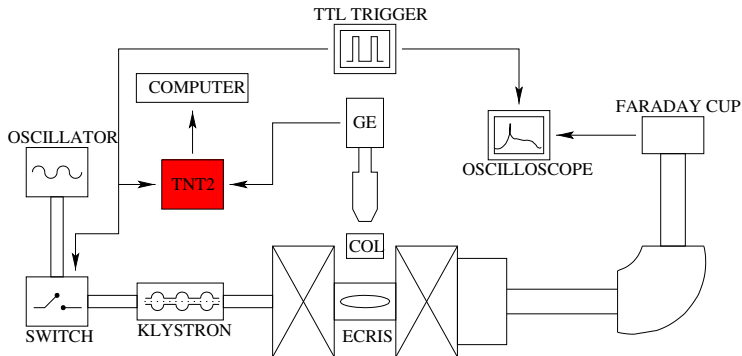 TTL TRIGGER
COMPUTER
GE
FARADAY CUP
OSCILLATOR
TNT2
OSCILLOSCOPE
COL
SWITCH
KLYSTRON
ECRIS